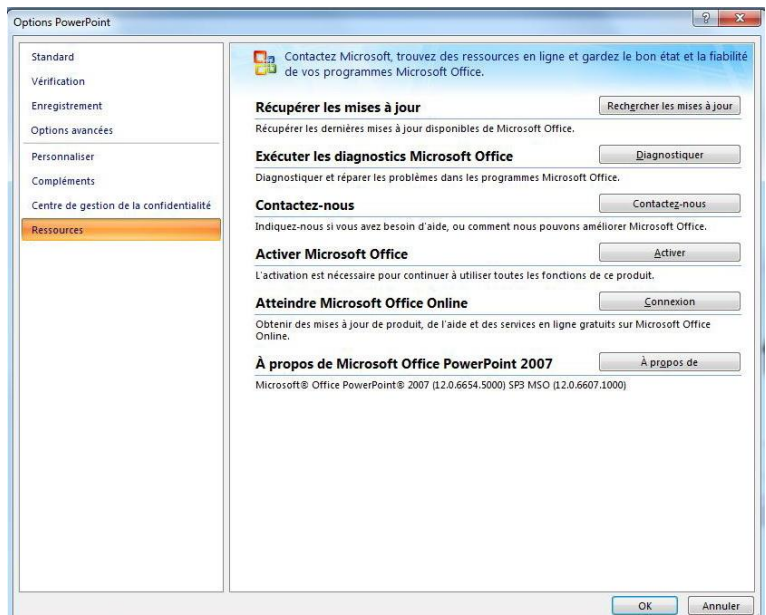 Options PowerPoint
Standard
Vérification
Enregistrement
Options avancées
Personnaliser
Compléments
Centre de gestion de la confidentialité
Ressources
Contactez Microsoft, trouvez des ressources en ligne et gardez le bon état et la fiabilité
de vos programmes Microsoft Office.
Récupérer les mises à jour
Rechercher les mises à jour
Récupérer les dernières mises à jour disponibles de Microsoft Office.
Exécuter les diagnostics Microsoft Office
Diagnostiquer
Diagnostiquer et réparer les problèmes dans les programmes Microsoft Office.
Contactez-nous
Contactez-nous
Indiquez-nous si vous avez besoin d'aide, ou comment nous pouvons améliorer Microsoft Office.
Activer Microsoft Office
Activer
L'activation est nécessaire pour continuer à utiliser toutes les fonctions de ce produit.
Atteindre Microsoft Office Online
Connexion
Obtenir des mises à jour de produit, de l'aide et des services en ligne gratuits sur Microsoft Office
Online.
À propos de Microsoft Office PowerPoint 2007
À propos de
Microsoft® Office PowerPoint® 2007 (12.0.6654.5000) SP3 MSO (12.0.6607.1000)
OK
Annuler